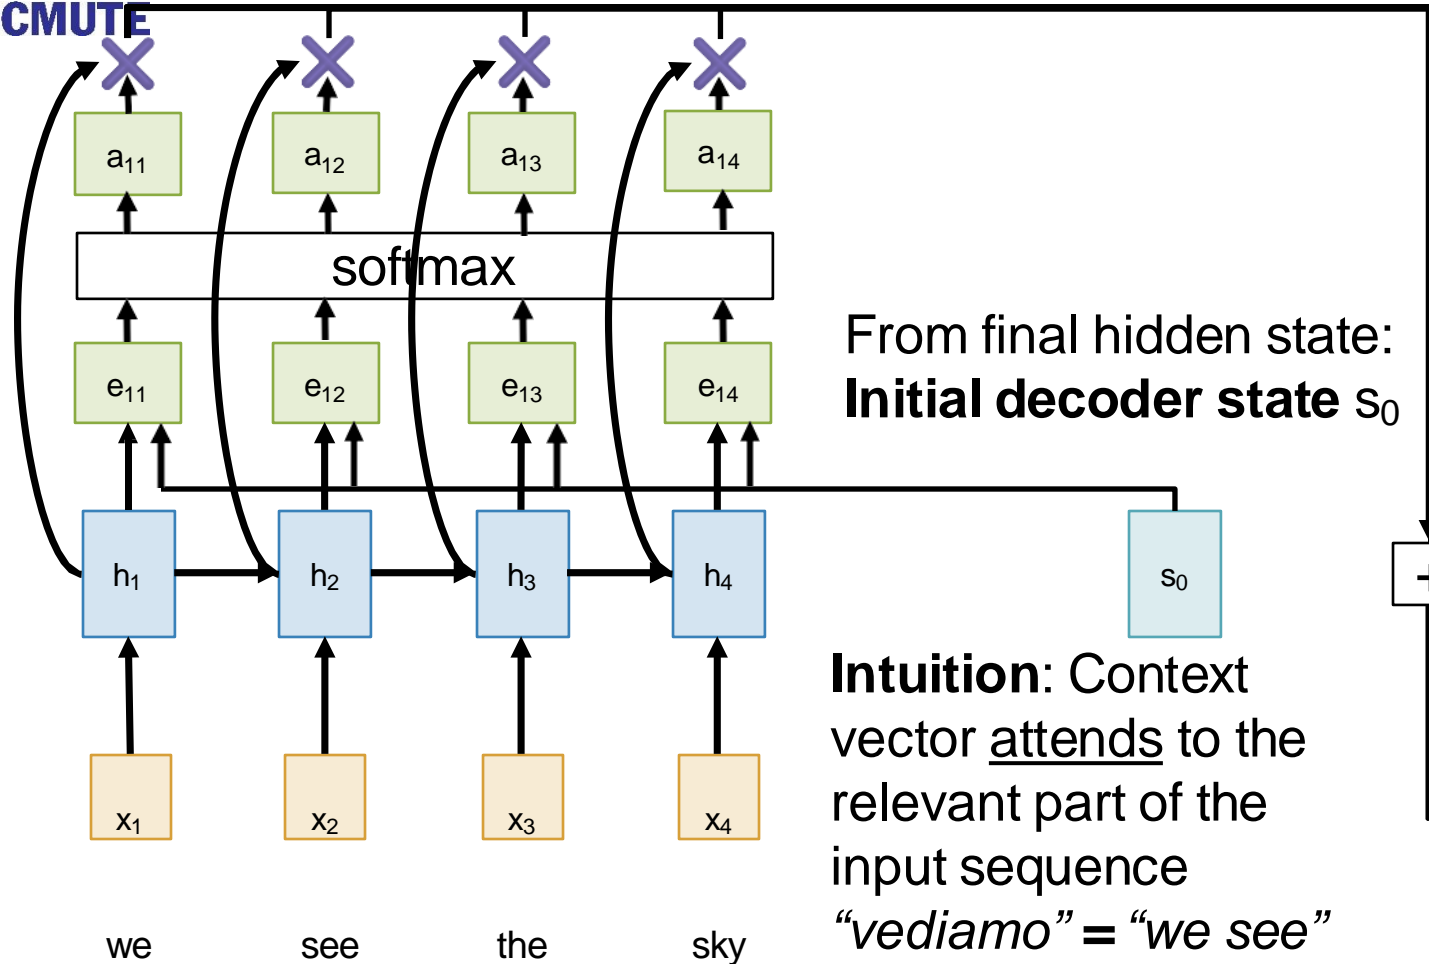 CMUTE
a11 a12 a13 a14
softmax
e11 e12 e13 e14
From final hidden state:
Initial decoder state s0
h1 h2 h3 h4 s0
+
Intuition: Context
vector attends to the
relevant part of the
input sequence
“vediamo” = “we see”
x1 x2 x3 x4
we see the sky